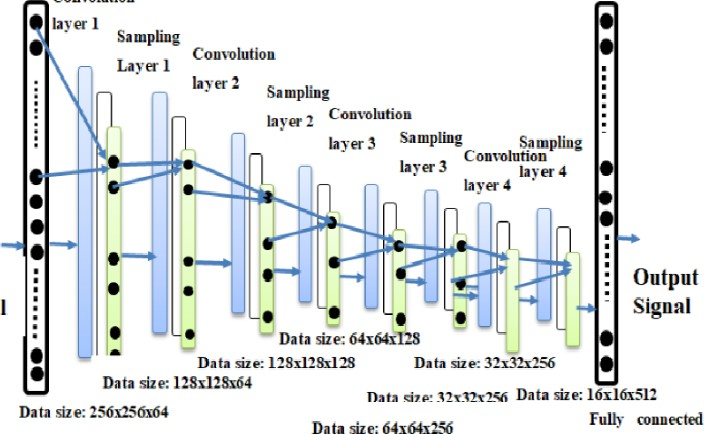 Convolution
layer 1
Sampling
Layer 1
Convolution
layer 2
Sampling
layer 2
Convolution
layer 3
Sampling
layer 3
Convolution
layer 4
Sampling
layer 4
l
Output
Signal
Data size: 64x64x128
Data size: 128x128x128
Data size: 32x32x256
Data size: 128x128x64
Data size: 32x32x256
Data size: 16x16x512
Data size: 256x256x64
Data size: 64x64x256
Fully connected